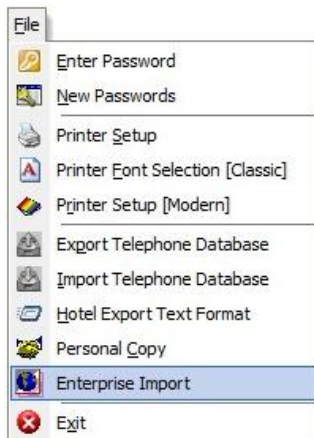 File
Enter Password
New Passwords
Printer Setup
Printer Font Selection [Classic]
Printer Setup [Modern]
Export Telephone Database
Import Telephone Database
Hotel Export Text Format
Personal Copy
Enterprise Import
Exit